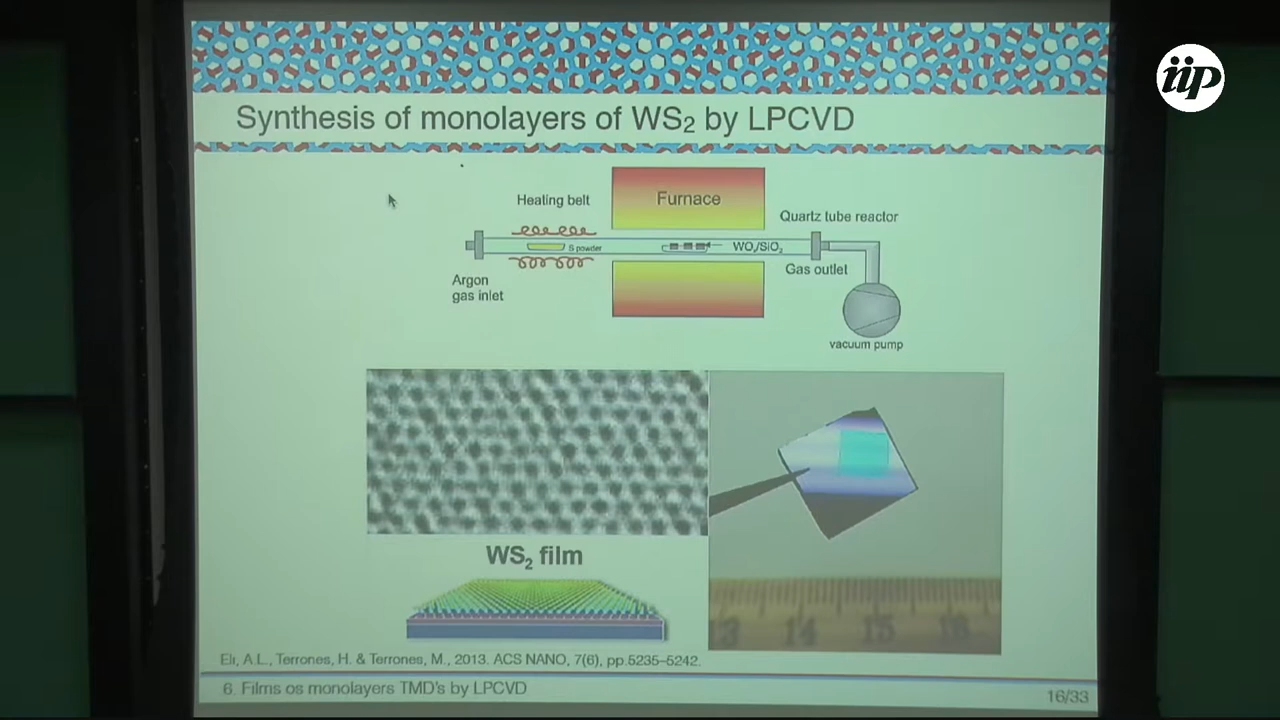 iip
Synthesis of monolayers of WS₂ by LPCVD
Heating belt
Furnace
Quartz tube reactor
S powder
WOₓ/SiO₂
Argon
gas inlet
Gas outlet
vacuum pump
WS₂ film
13 14 15 16
Elı, A.L., Terrones, H. & Terrones, M., 2013. ACS NANO, 7(6), pp.5235–5242.
6. Films os monolayers TMD's by LPCVD
16/33